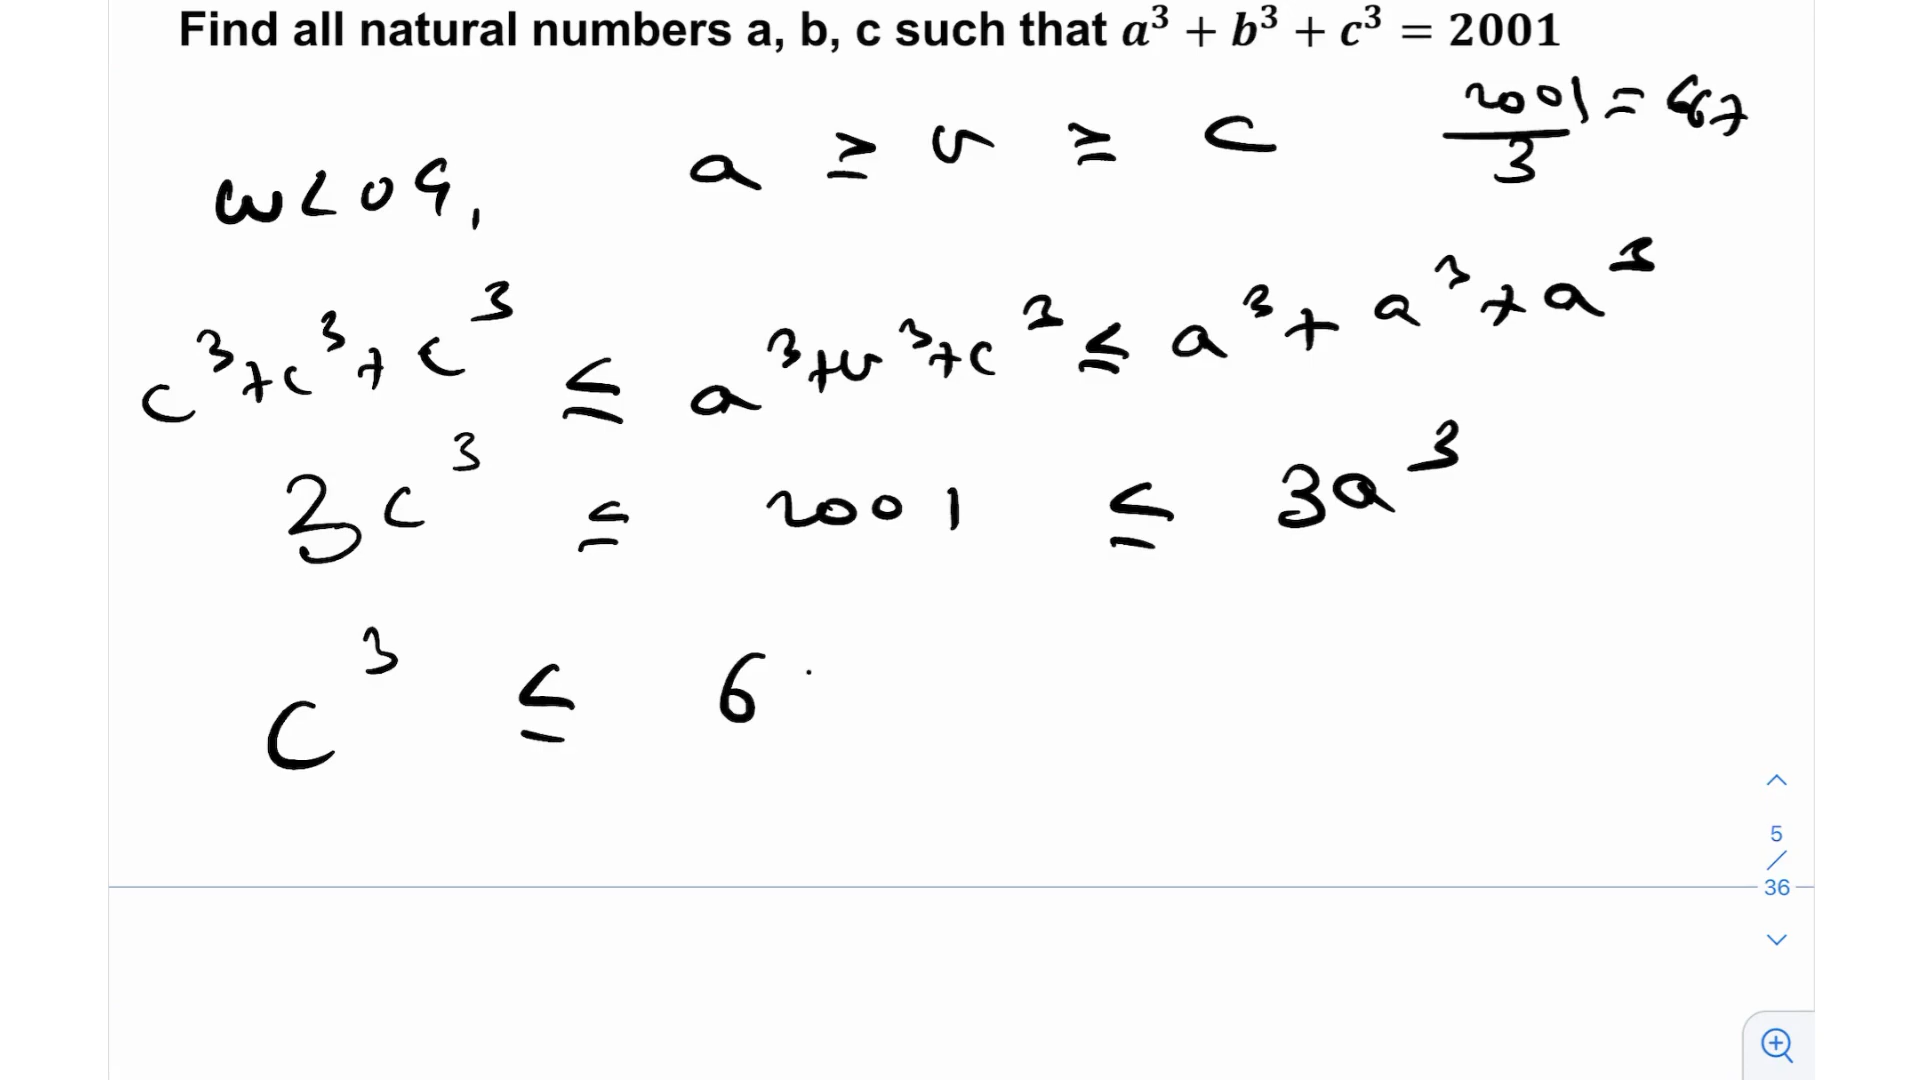 Find all natural numbers a, b, c such that a³ + b³ + c³ = 2001
WLOG, a ≥ b ≥ c 2001/3 = 667
c³+c³+c³ ≤ a³+b³+c³ ≤ a³+a³+a³
3c³ ≤ 2001 ≤ 3a³
c³ ≤ 6
5
/
36